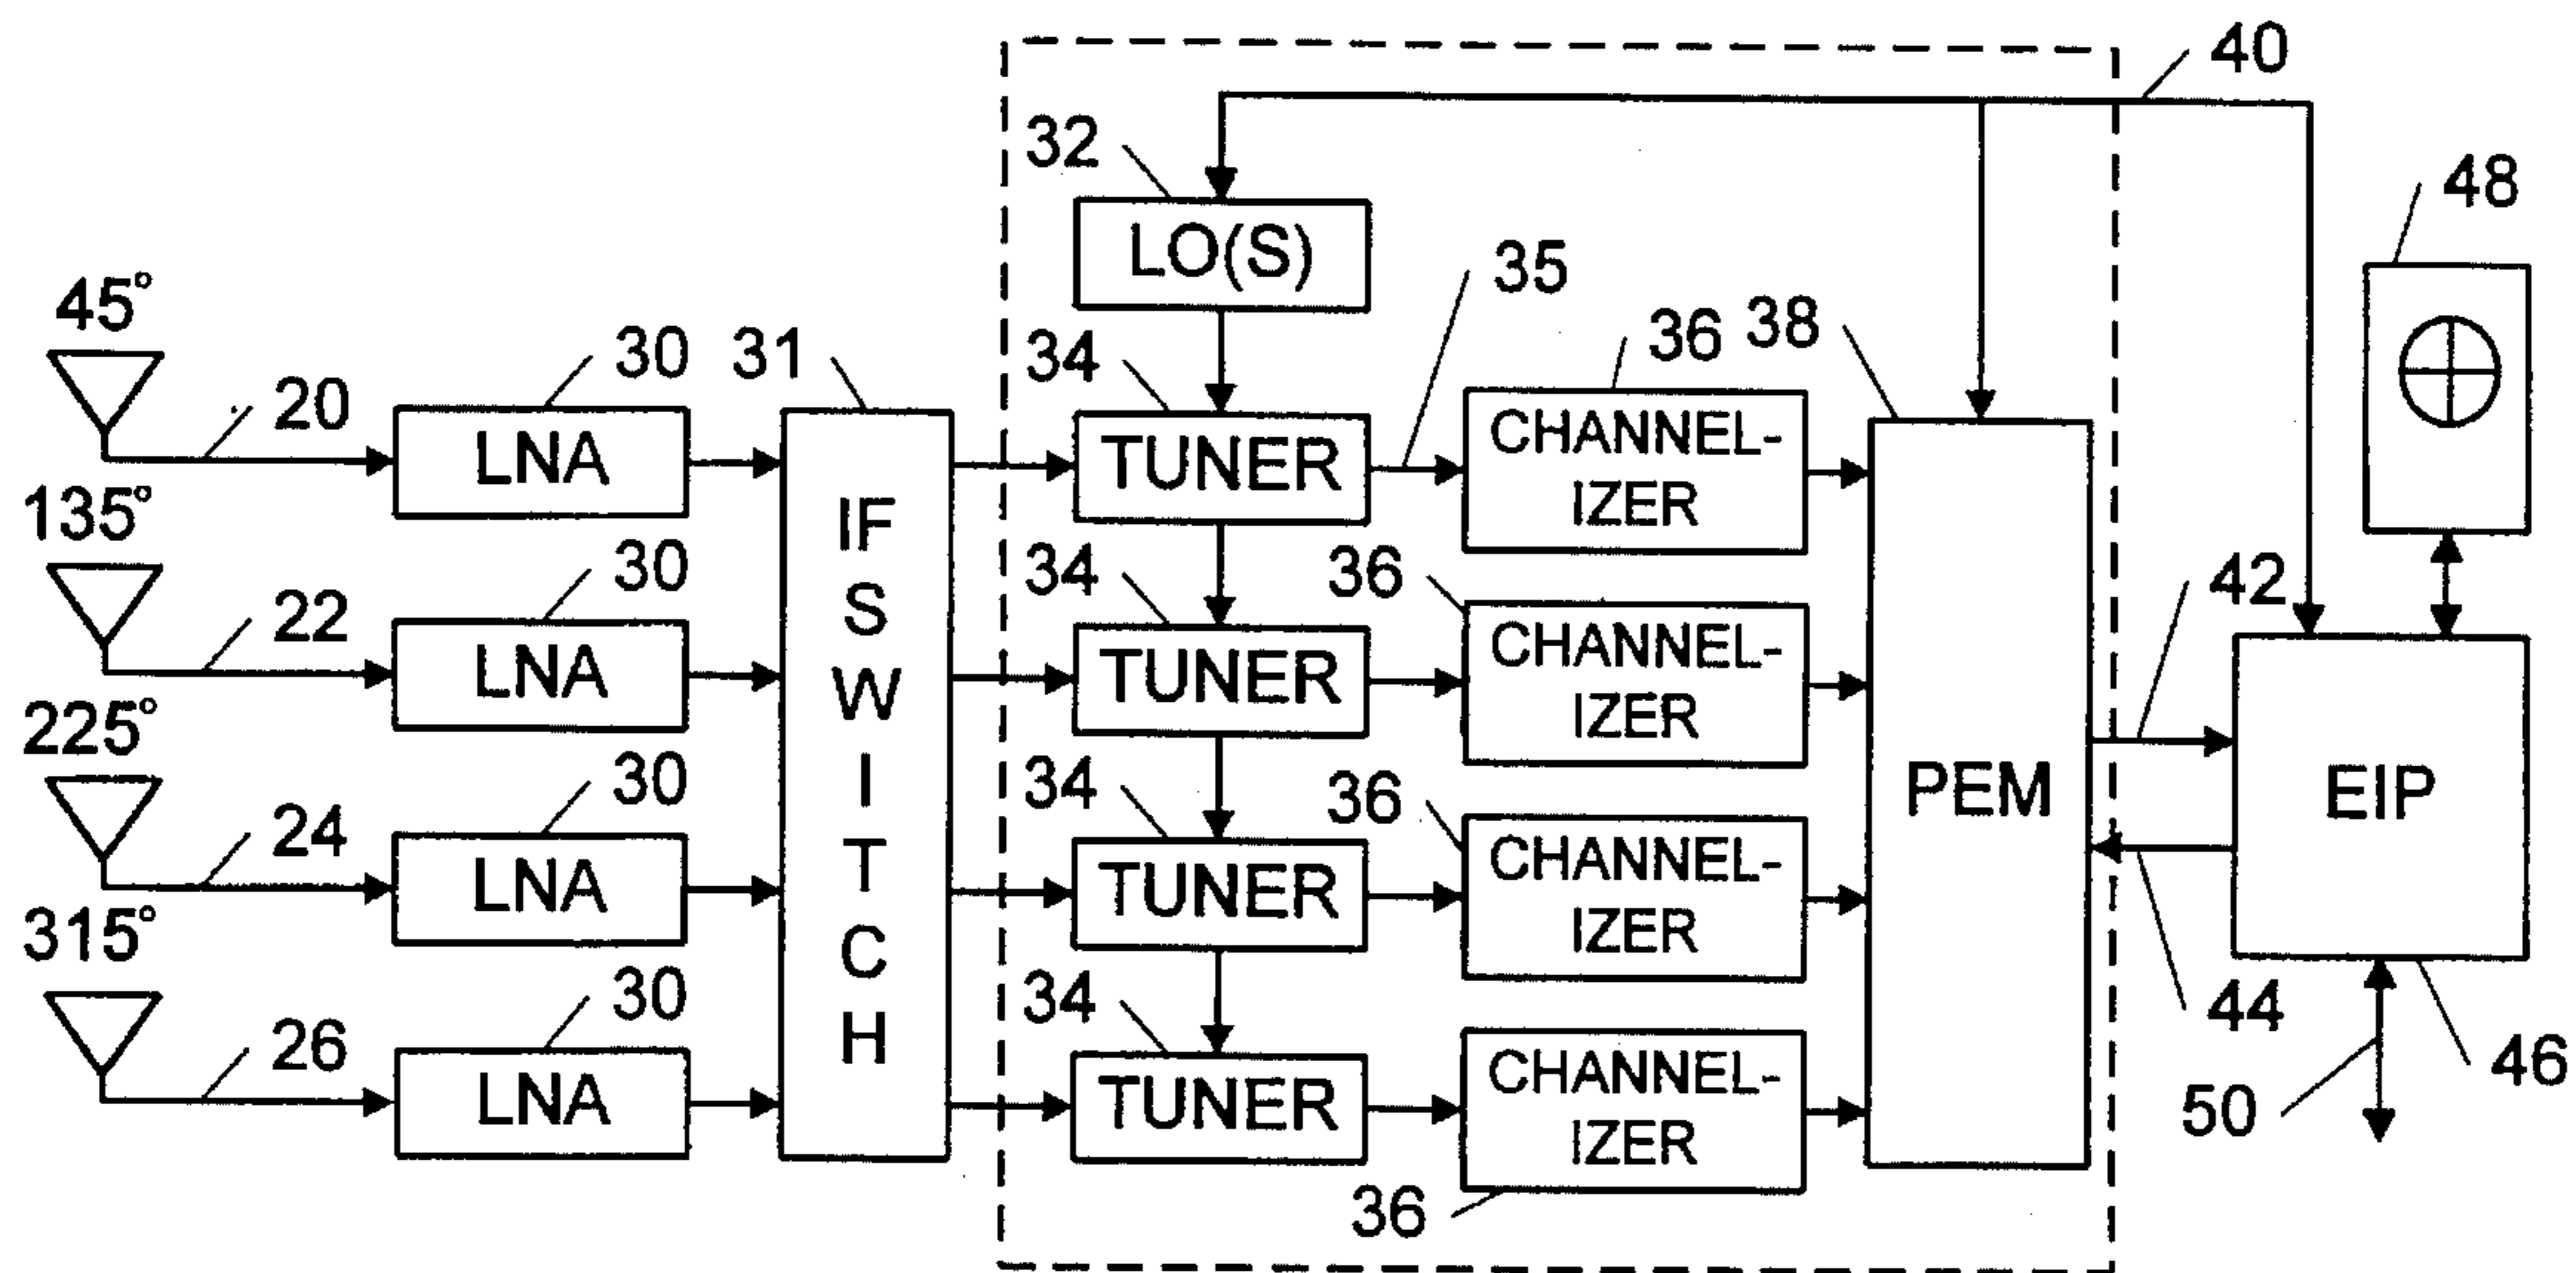 40
32
48
LO(S)
45°
35
30
31
34
36
38
20
LNA
TUNER
CHANNEL-
IZER
135°
IF
SWITCH
30
34
36
42
22
LNA
TUNER
CHANNEL-
IZER
225°
PEM
EIP
30
34
36
24
LNA
TUNER
CHANNEL-
IZER
315°
44
30
34
46
26
LNA
TUNER
CHANNEL-
IZER
50
36